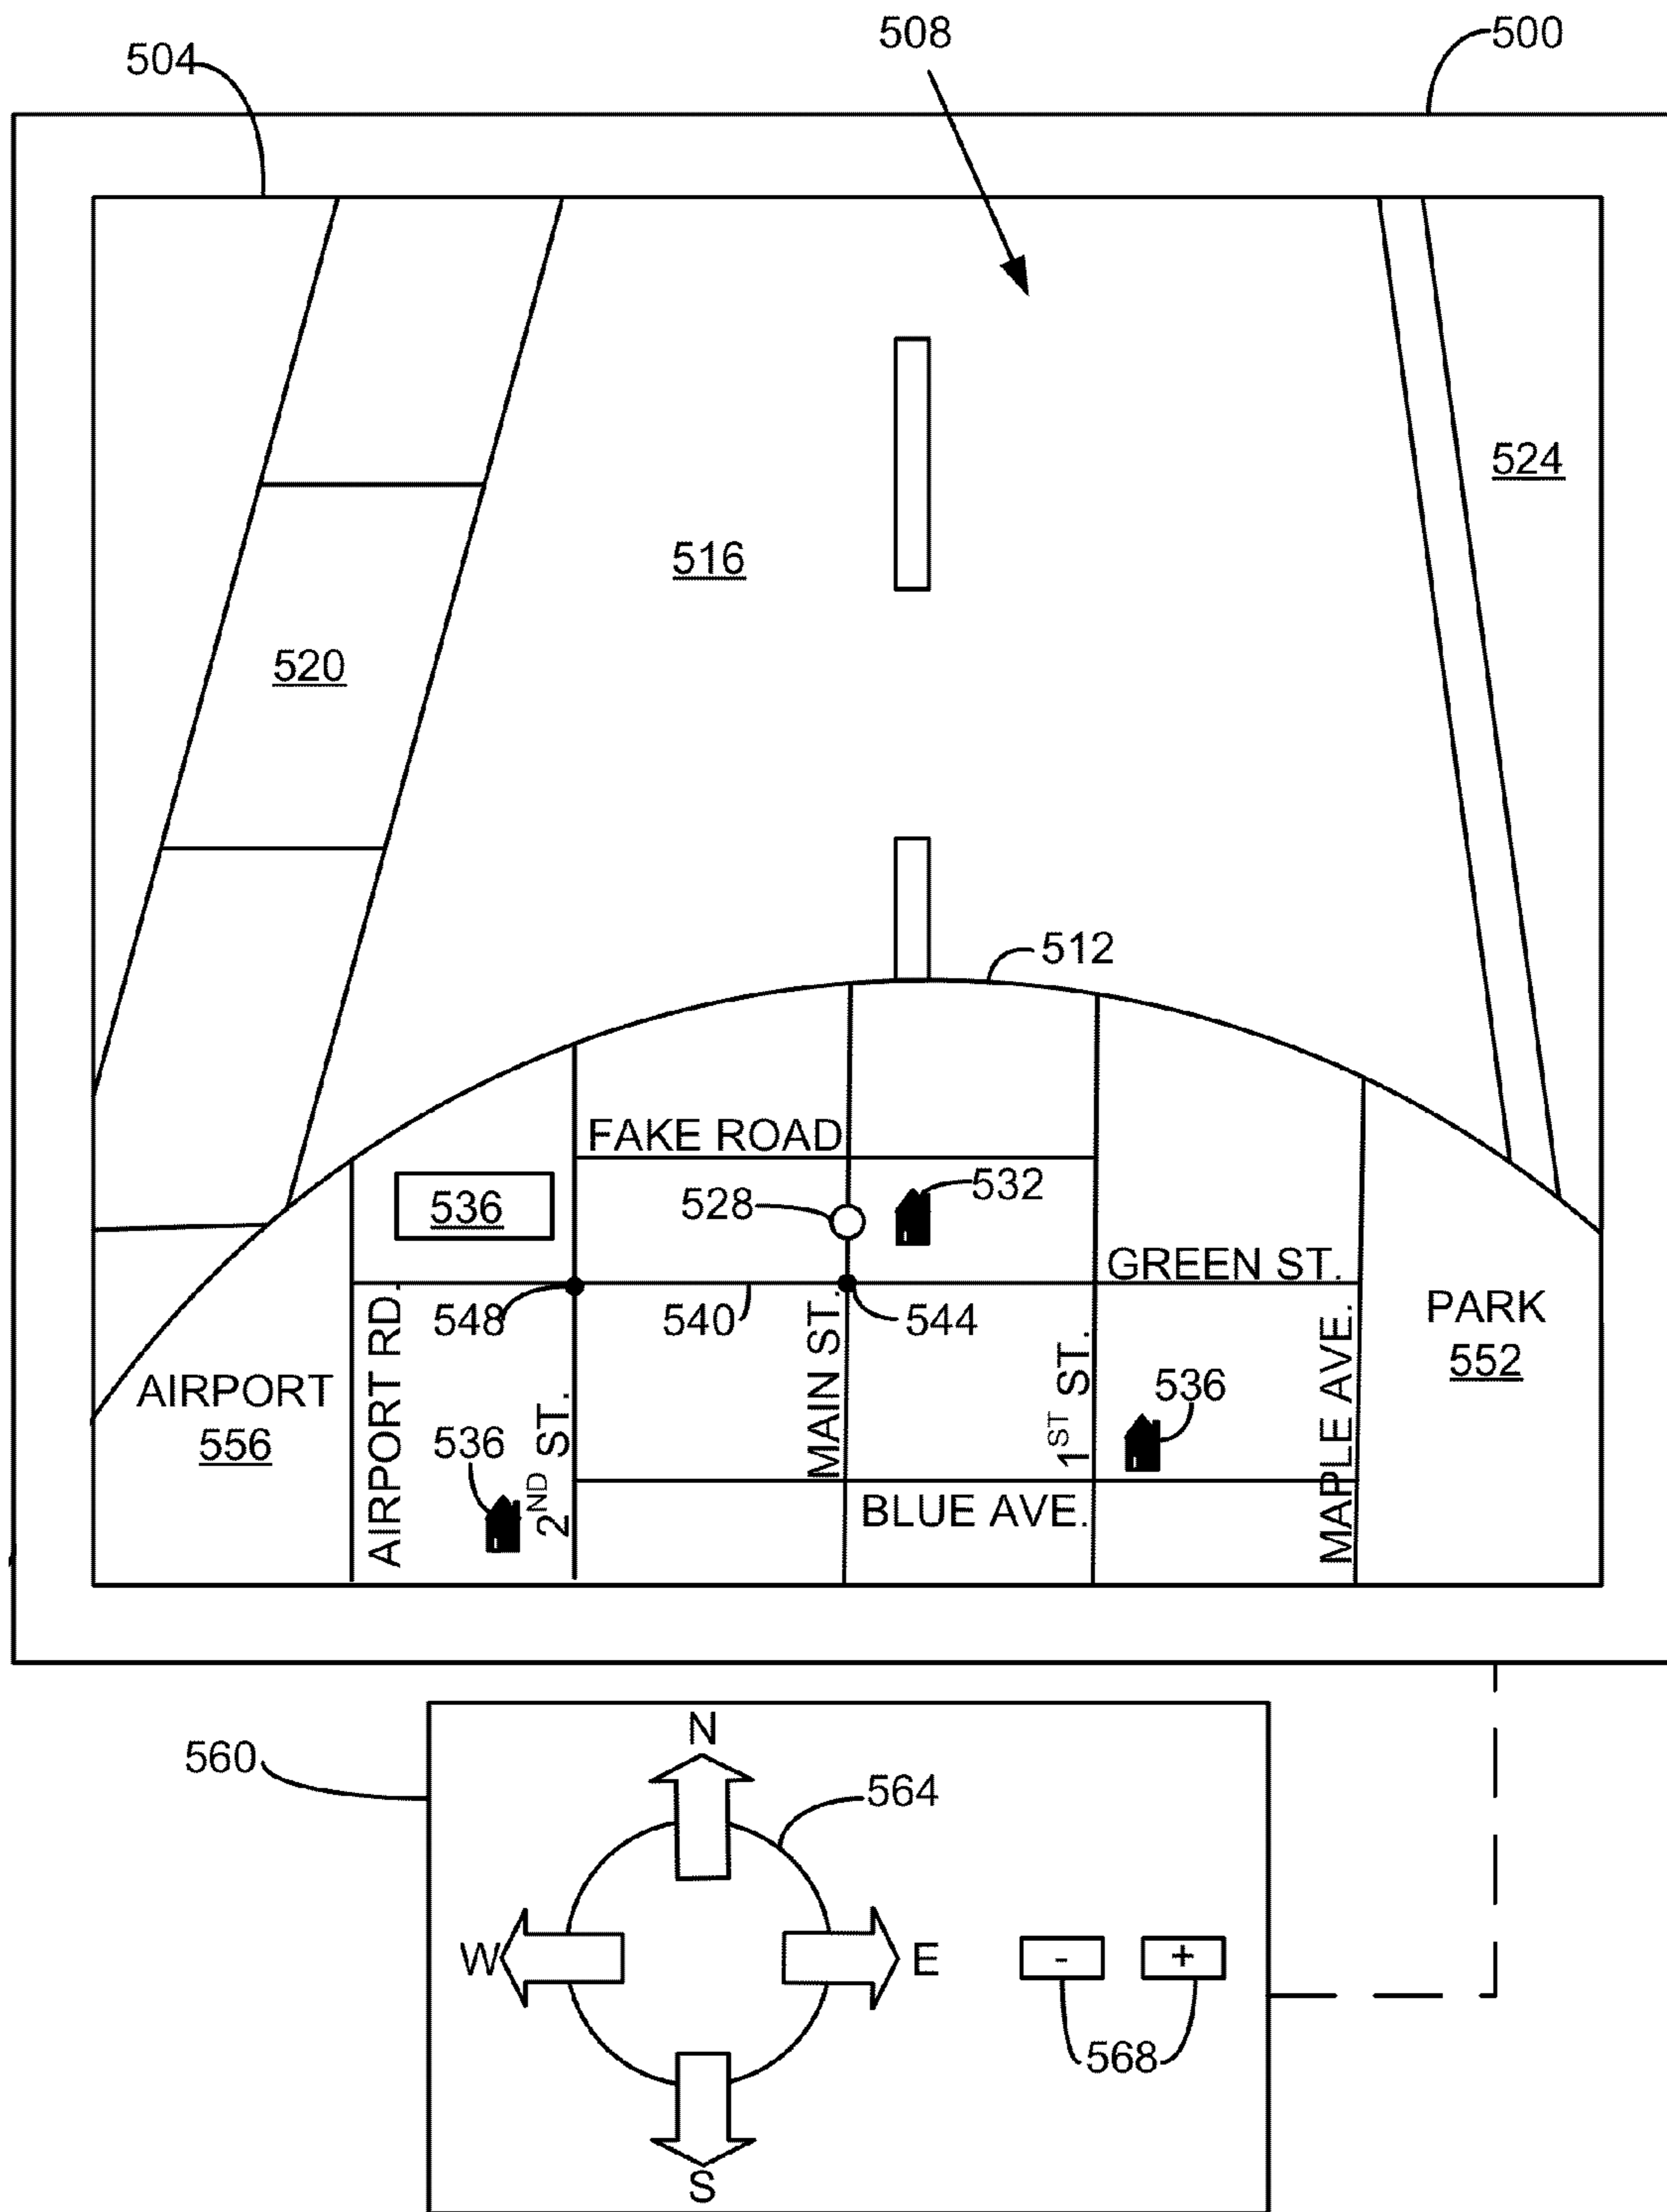 508
500
504
524
516
520
512
FAKE ROAD
536
528
532
GREEN ST.
548
540
544
PARK
552
AIRPORT
556
AIRPORT RD.
536
2ND ST.
MAIN ST.
1ST ST.
536
MAPLE AVE.
BLUE AVE.
N
560
564
W
E
-
+
568
S